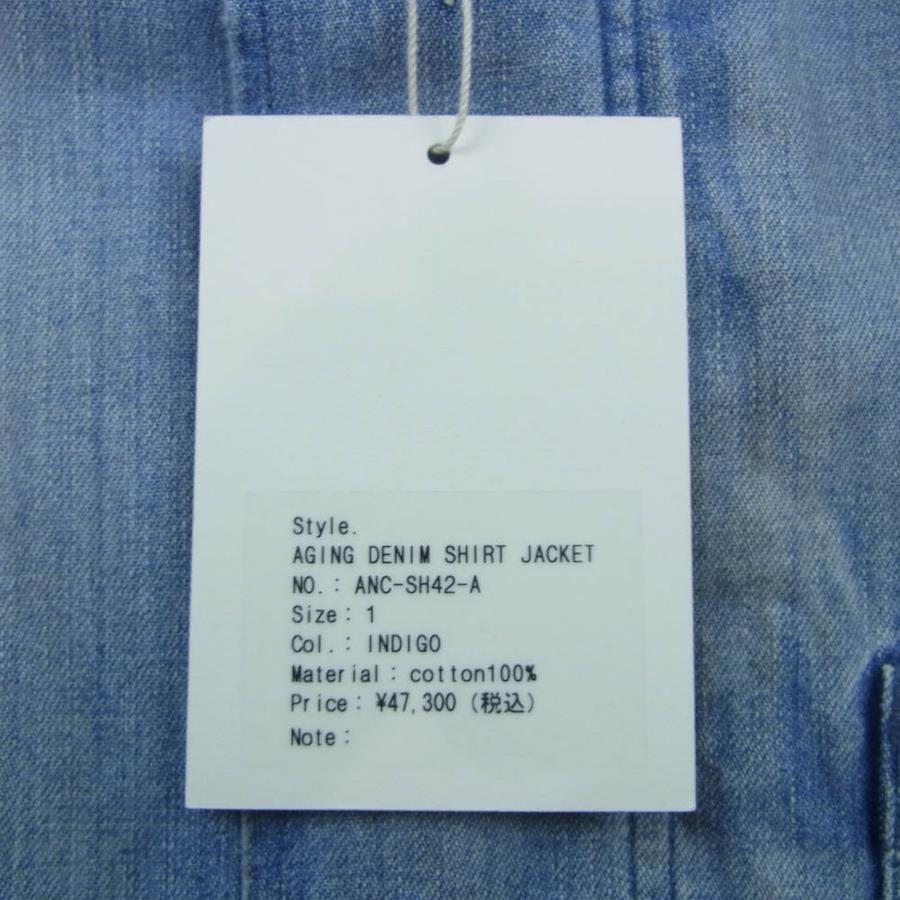 Style.
AGING DENIM SHIRT JACKET
NO.: ANC-SH42-A
Size: 1
Col.: INDIGO
Material: cotton100%
Price: ¥47,300 (税込)
Note: